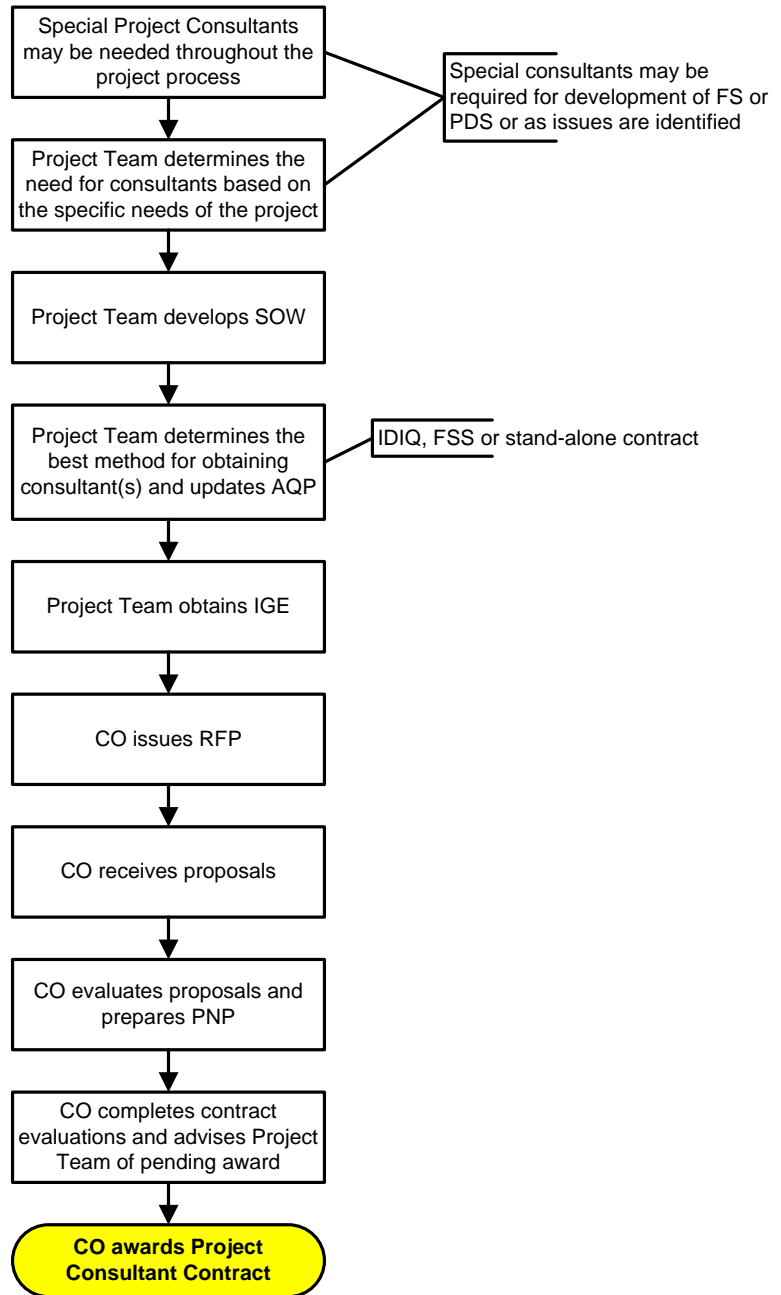 Special Project Consultants
may be needed throughout the
project process
Special consultants may be
required for development of FS or
PDS or as issues are identified
Project Team determines the
need for consultants based on
the specific needs of the project
Project Team develops SOW
Project Team determines the
best method for obtaining
consultant(s) and updates AQP
IDIQ, FSS or stand-alone contract
Project Team obtains IGE
CO issues RFP
CO receives proposals
CO evaluates proposals and
prepares PNP
CO completes contract
evaluations and advises Project
Team of pending award
CO awards Project
Consultant Contract